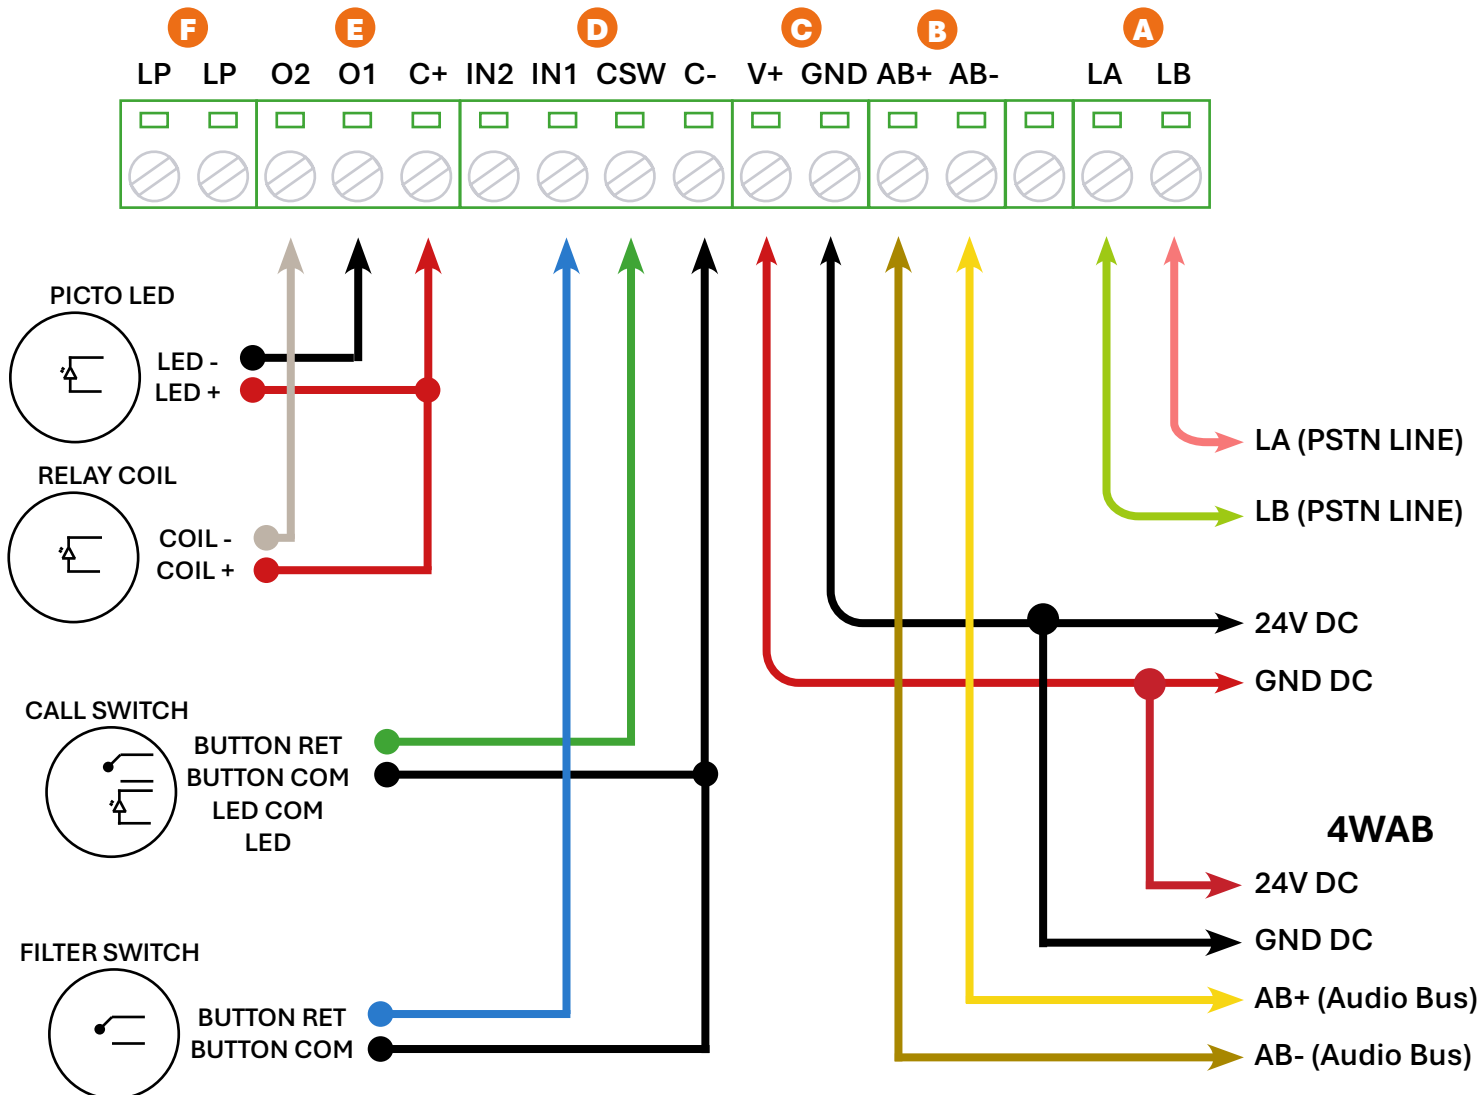 F E D C B A
LP LP O2 O1 C+ IN2 IN1 CSW C- V+ GND AB+ AB- LA LB
PICTO LED
LED -
LED +
RELAY COIL
COIL -
COIL +
CALL SWITCH
BUTTON RET
BUTTON COM
LED COM
LED
FILTER SWITCH
BUTTON RET
BUTTON COM
LA (PSTN LINE)
LB (PSTN LINE)
24V DC
GND DC
4WAB
24V DC
GND DC
AB+ (Audio Bus)
AB- (Audio Bus)